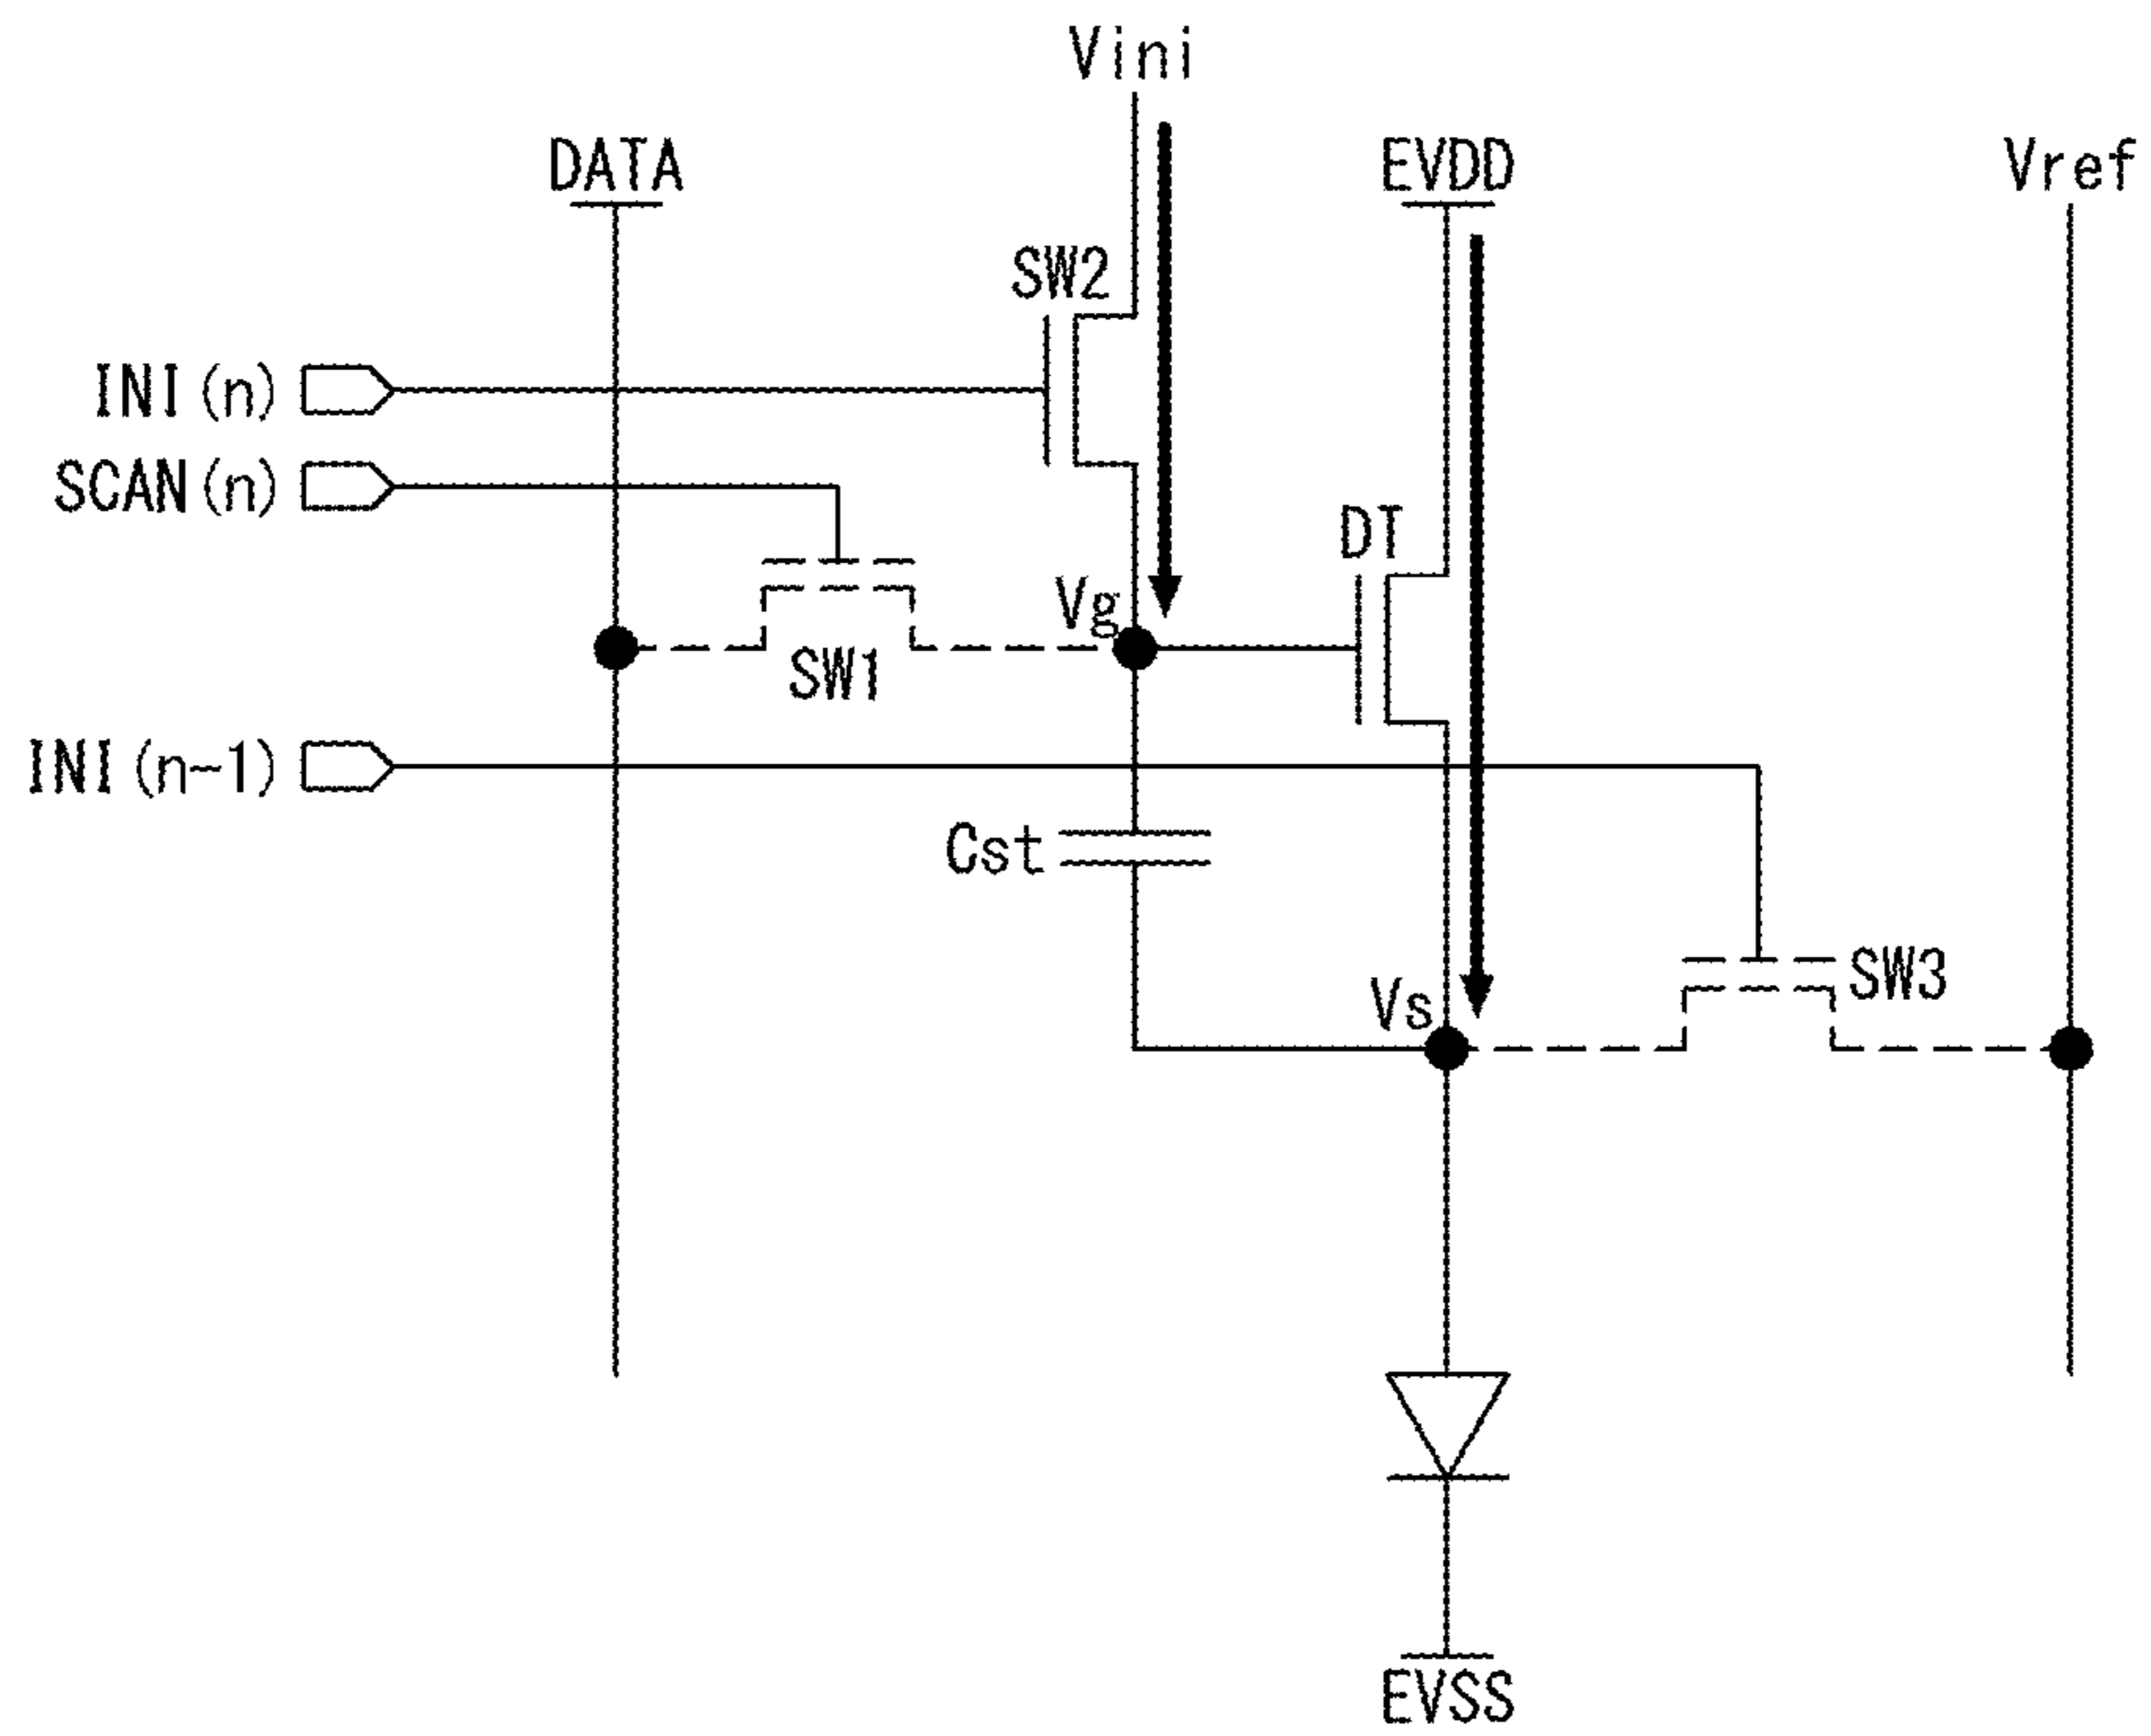 Vini
DATA
EVDD
Vref
SW2
INI(n)
SCAN(n)
DT
Vg
SW1
INI(n-1)
Cst
SW3
Vs
EVSS